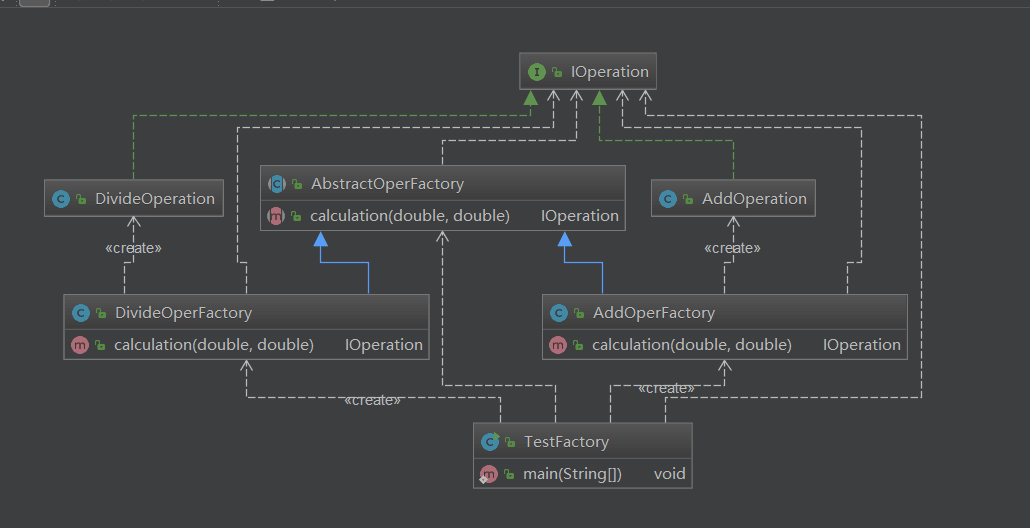 IOperation
DivideOperation
AbstractOperFactory
calculation(double, double) IOperation
AddOperation
«create»
«create»
DivideOperFactory
calculation(double, double) IOperation
AddOperFactory
calculation(double, double) IOperation
«create»
«create»
TestFactory
main(String[]) void